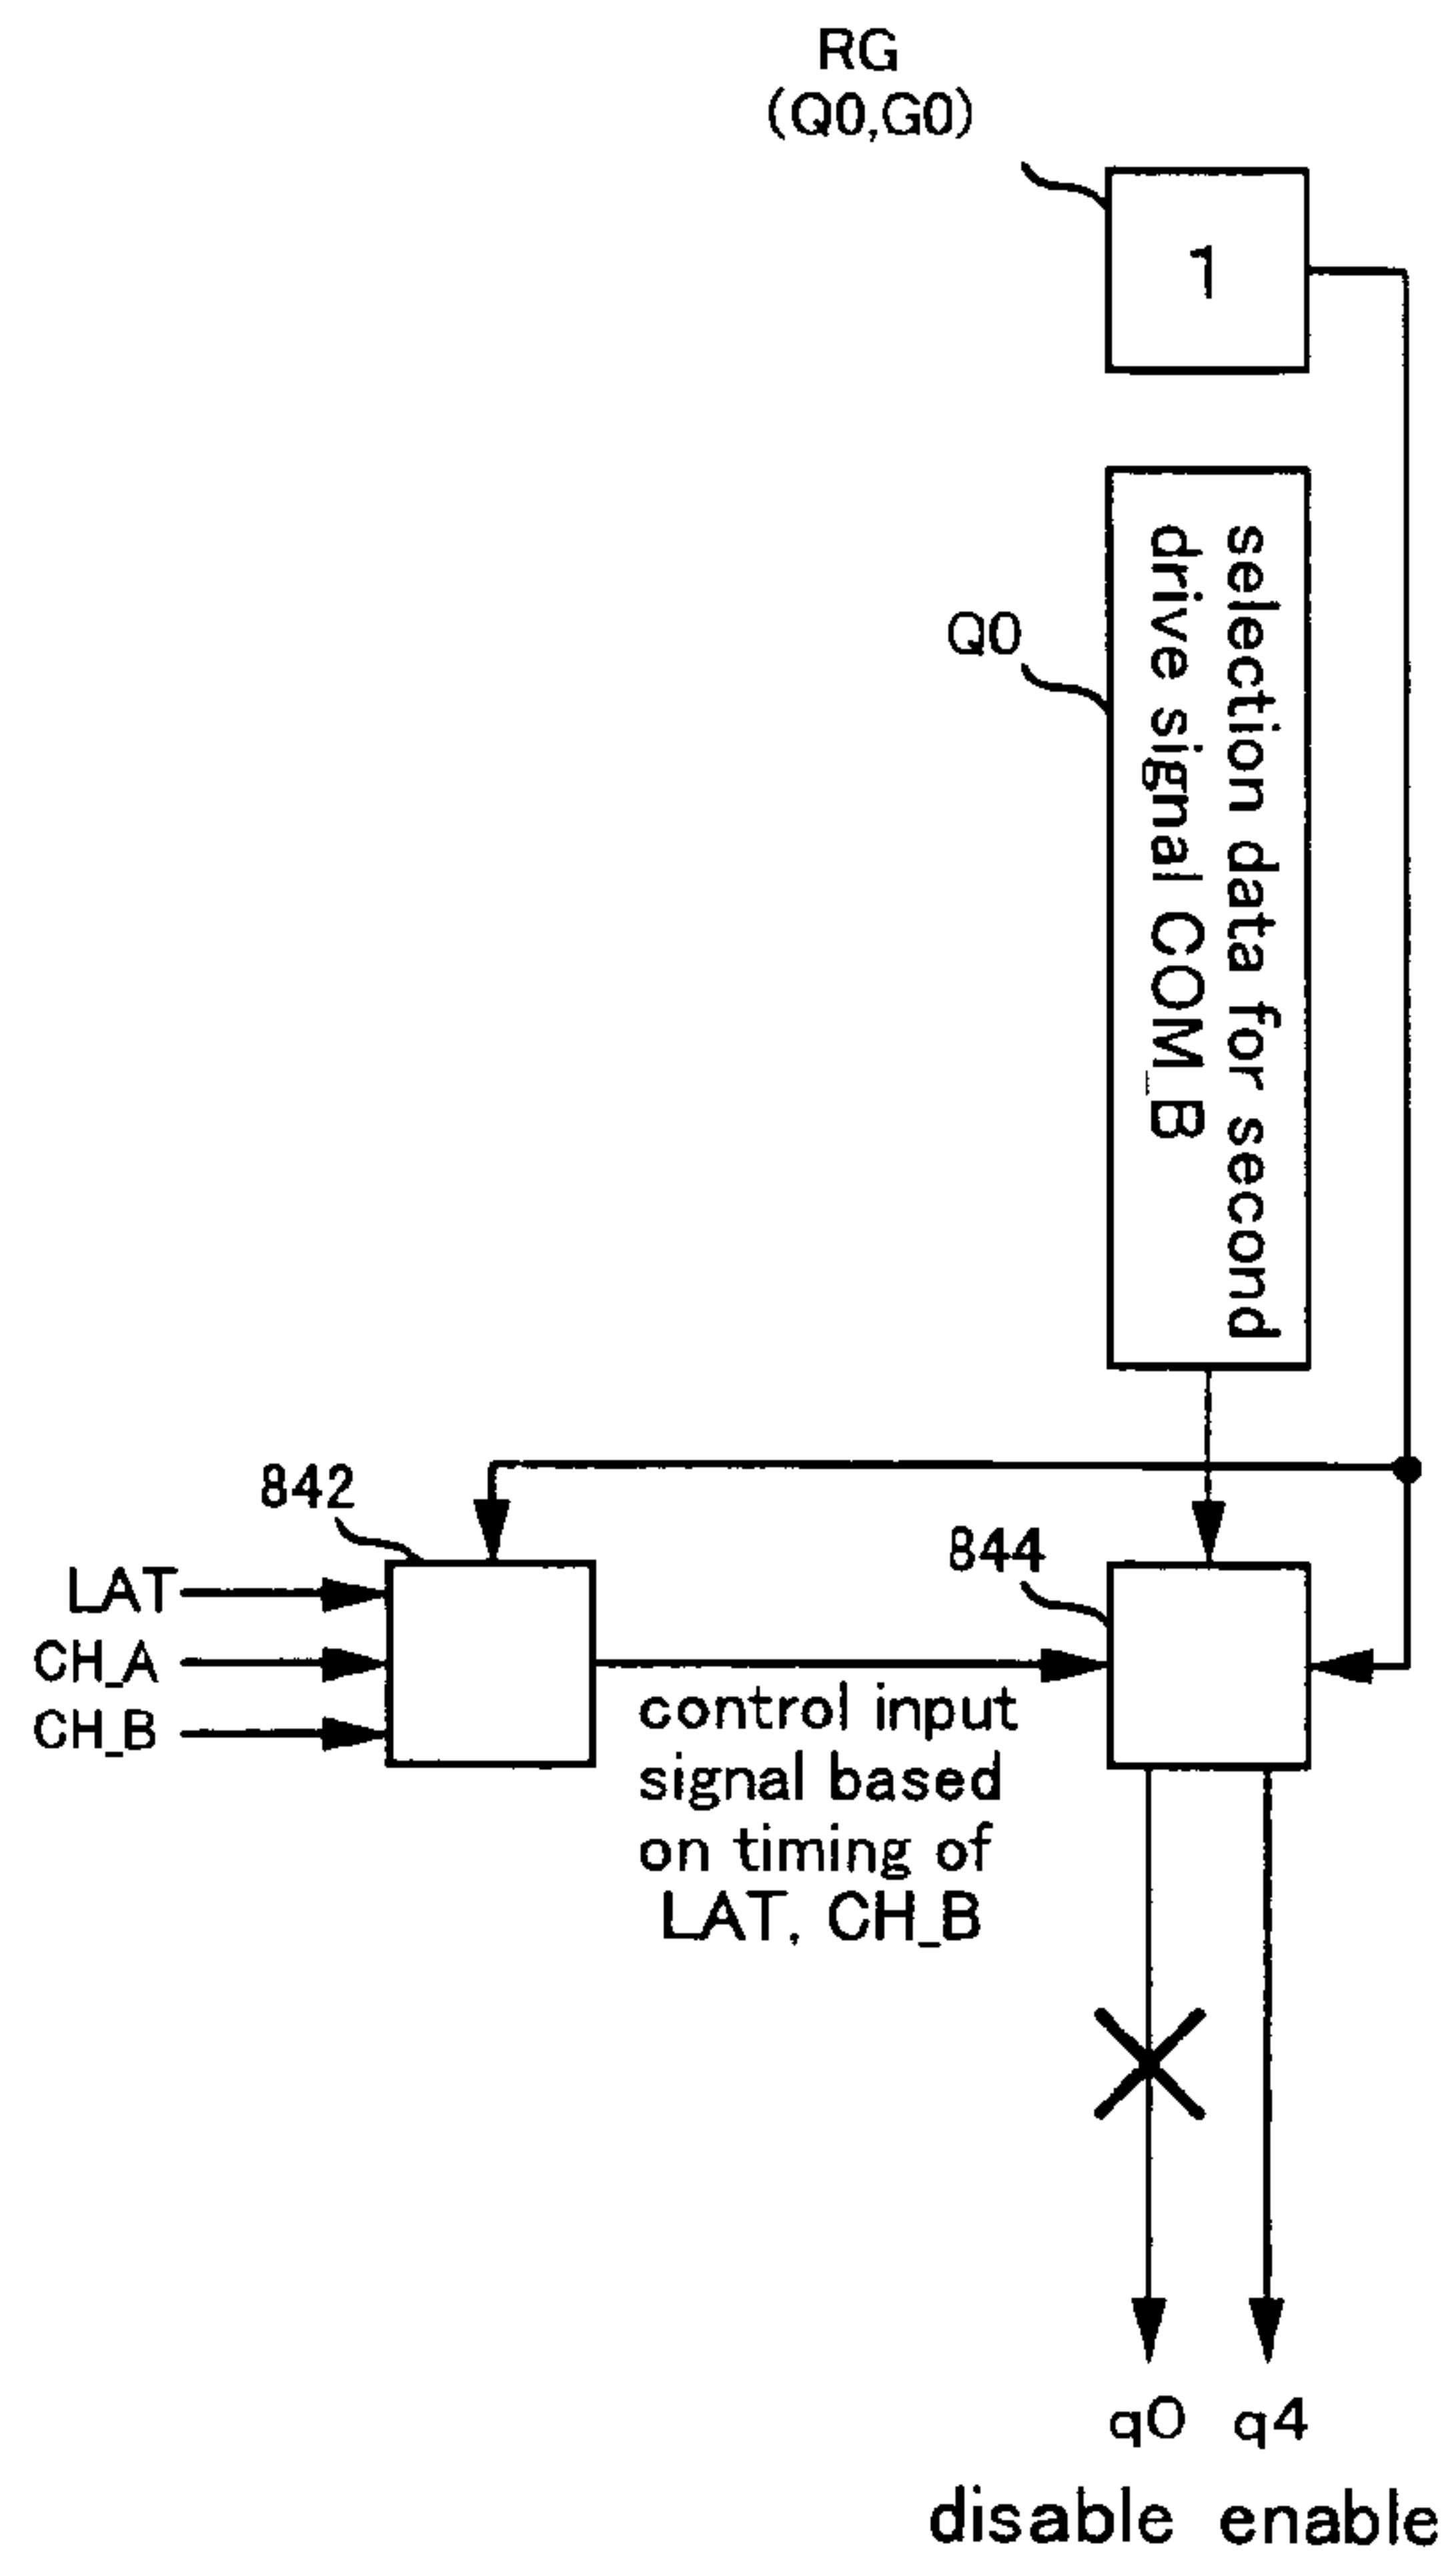 RG
(Q0,G0)
1
selection data for second
drive signal COM_B
Q0
842
844
LAT
CH_A
CH_B
control input
signal based
on timing of
LAT, CH_B
q0 q4
disable enable